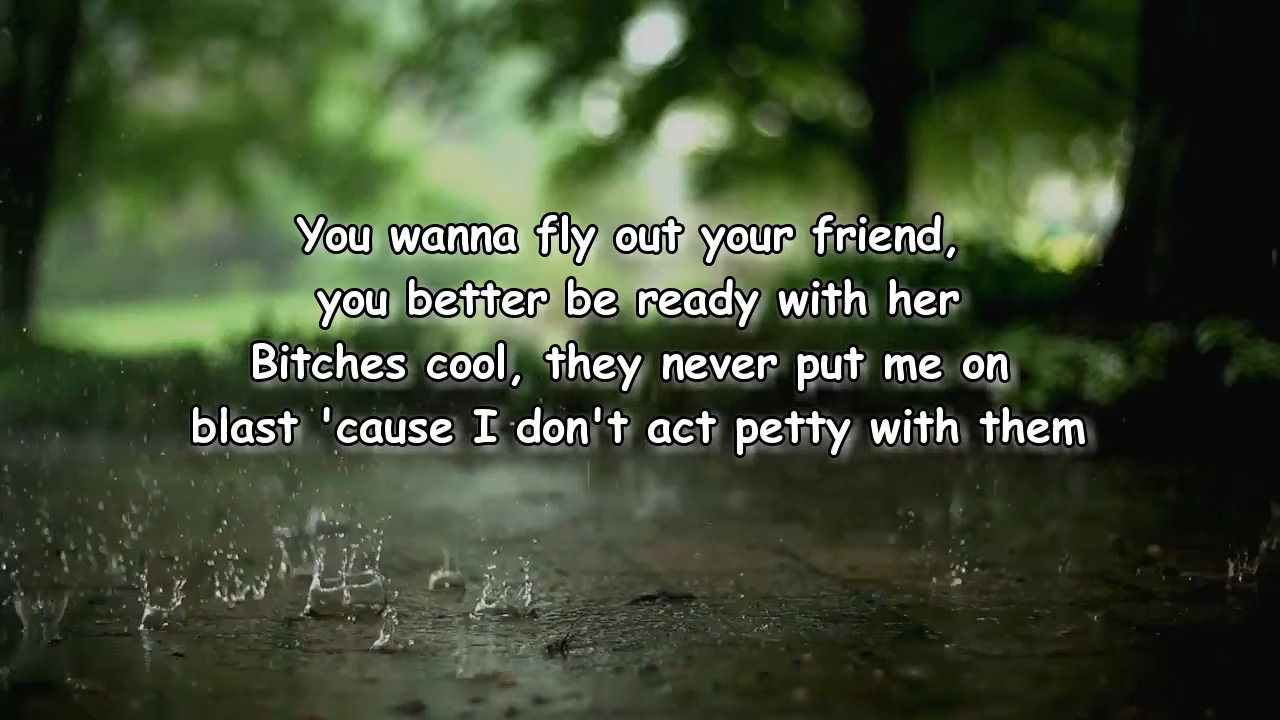 You wanna fly out your friend,
you better be ready with her
Bitches cool, they never put me on
blast 'cause I don't act petty with them